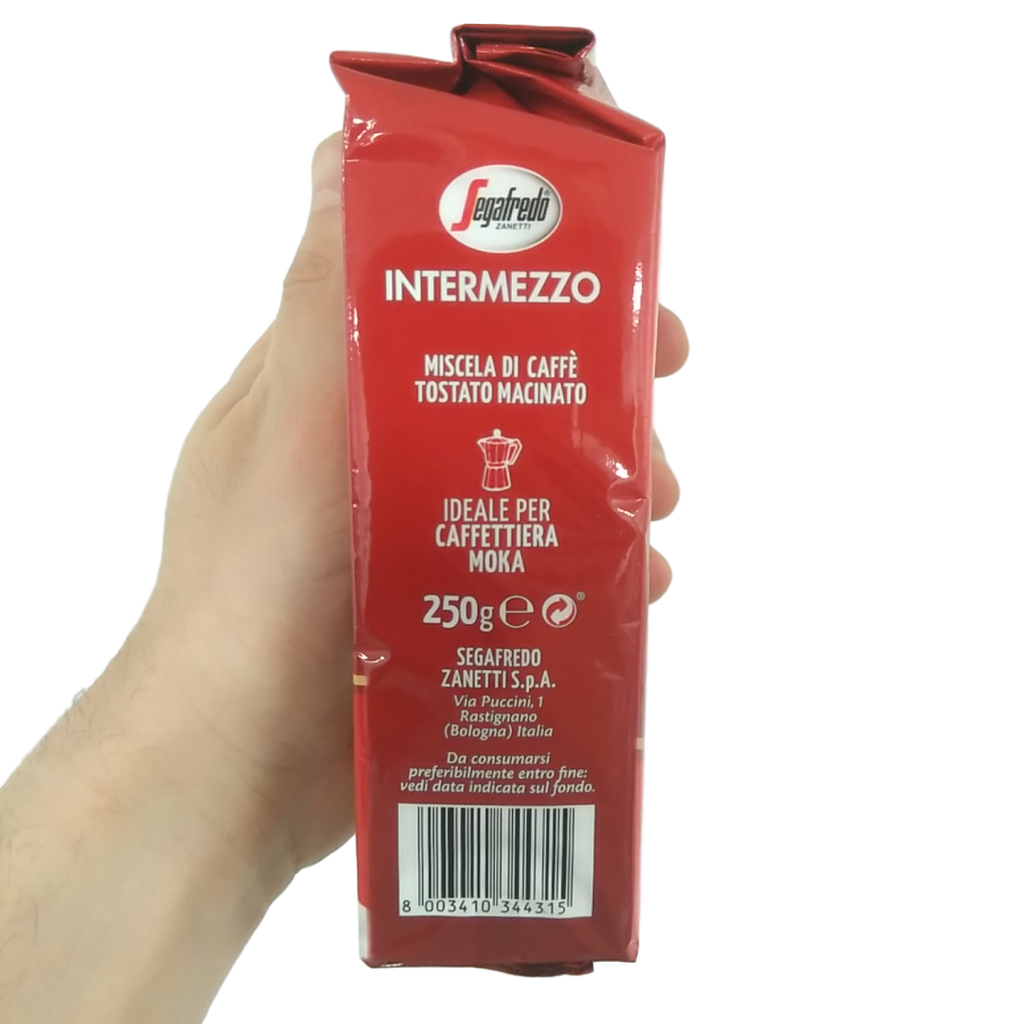 Segafredo®
ZANETTI
INTERMEZZO
MISCELA DI CAFFÈ
TOSTATO MACINATO
IDEALE PER
CAFFETTIERA
MOKA
250g ℮ ®
SEGAFREDO
ZANETTI S.p.A.
Via Puccini, 1
Rastignano
(Bologna) Italia
Da consumarsi
preferibilmente entro fine:
vedi data indicata sul fondo.
8 003410 344315